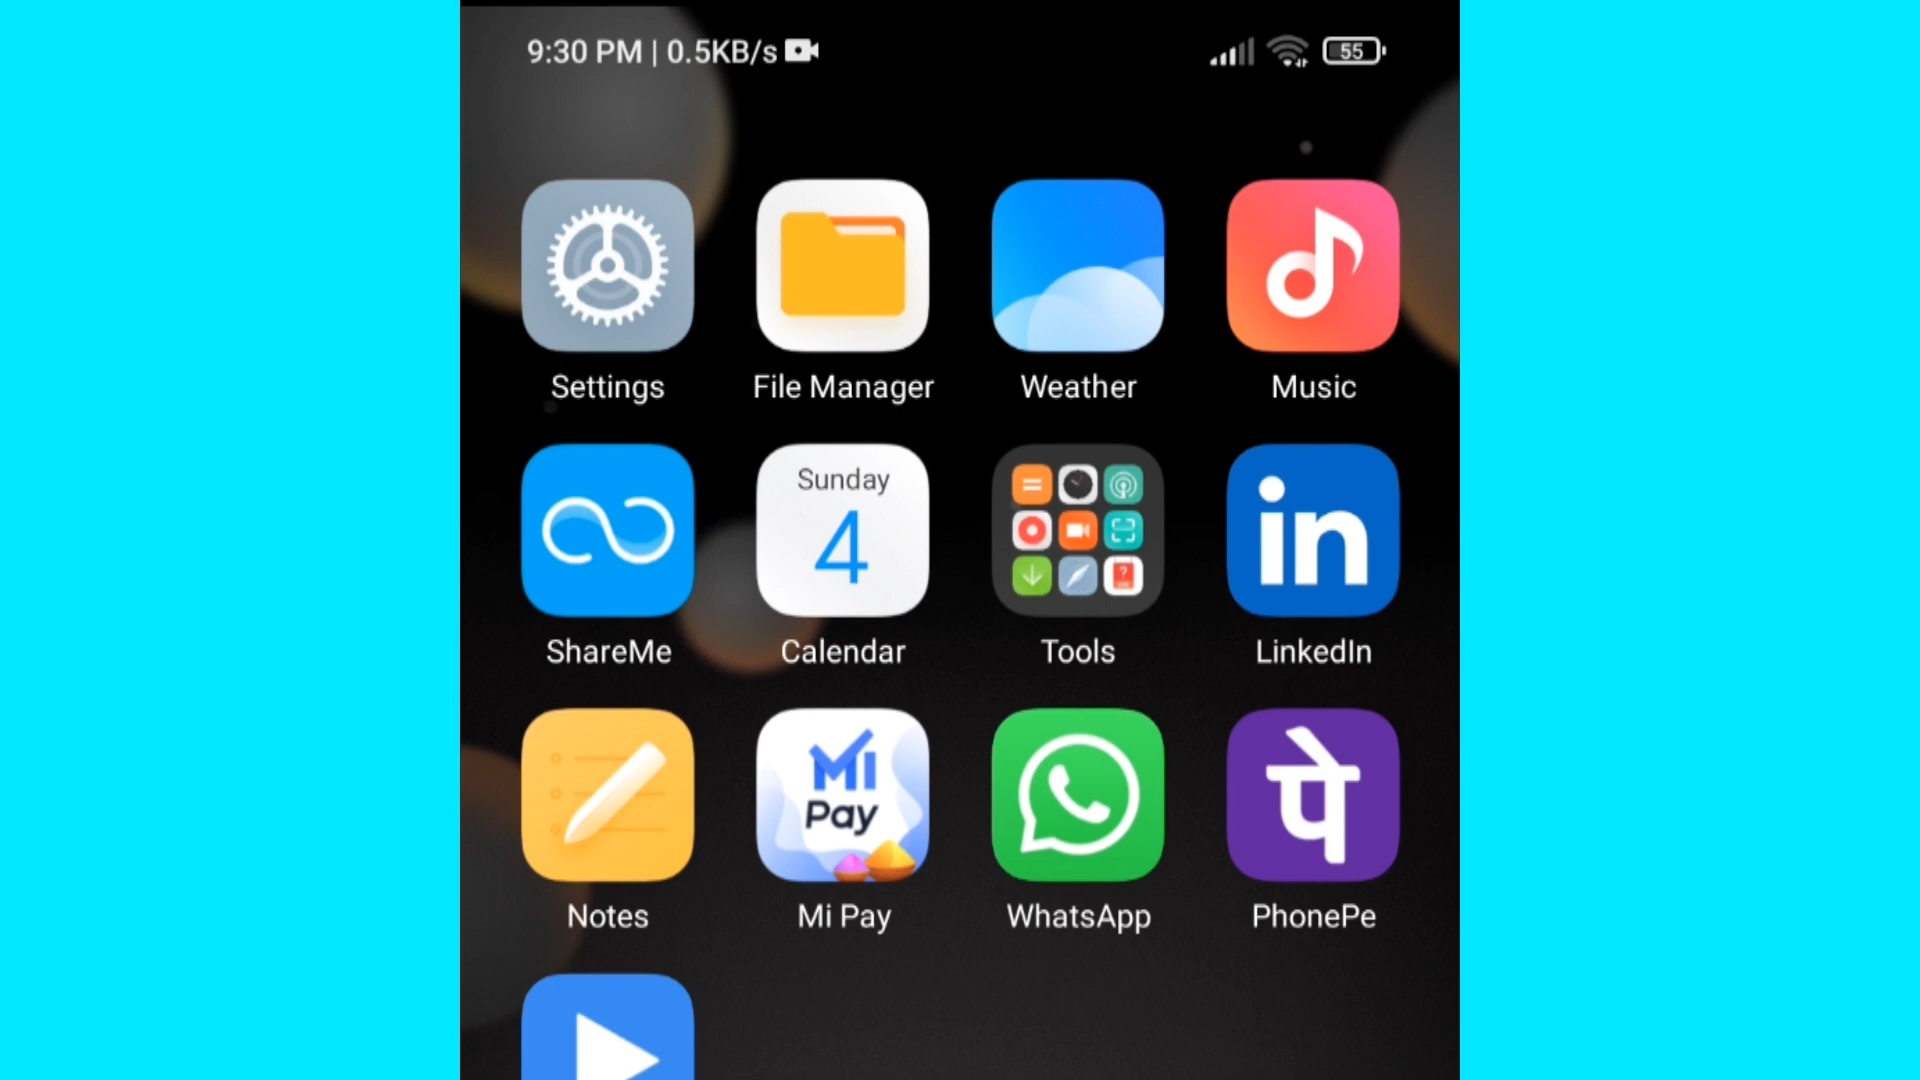 9:30 PM | 0.5KB/s
55
Settings
File Manager
Weather
Music
Sunday
4
in
ShareMe
Calendar
Tools
LinkedIn
Mi
Pay
पे
Notes
Mi Pay
WhatsApp
PhonePe